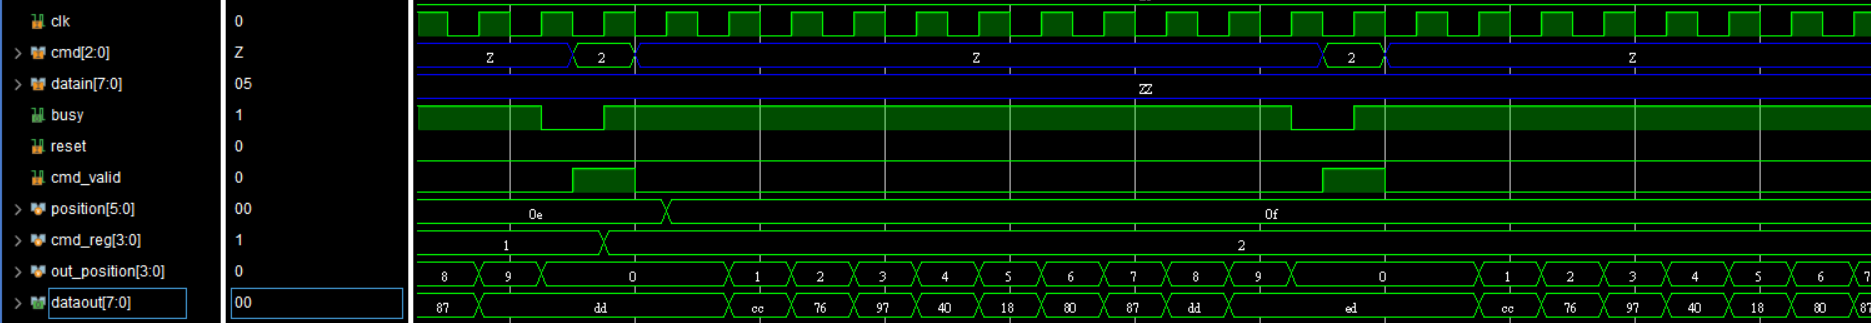 clk 0
cmd[2:0] Z Z 2 Z 2 Z
datain[7:0] 05 ZZ
busy 1
reset 0
cmd_valid 0
position[5:0] 00 0e 0f
cmd_reg[3:0] 1 1 2
out_position[3:0] 0 8 9 0 1 2 3 4 5 6 7 8 9 0 1 2 3 4 5 6 7
dataout[7:0] 00 87 dd cc 76 97 40 18 80 87 dd ed cc 76 97 40 18 80 87